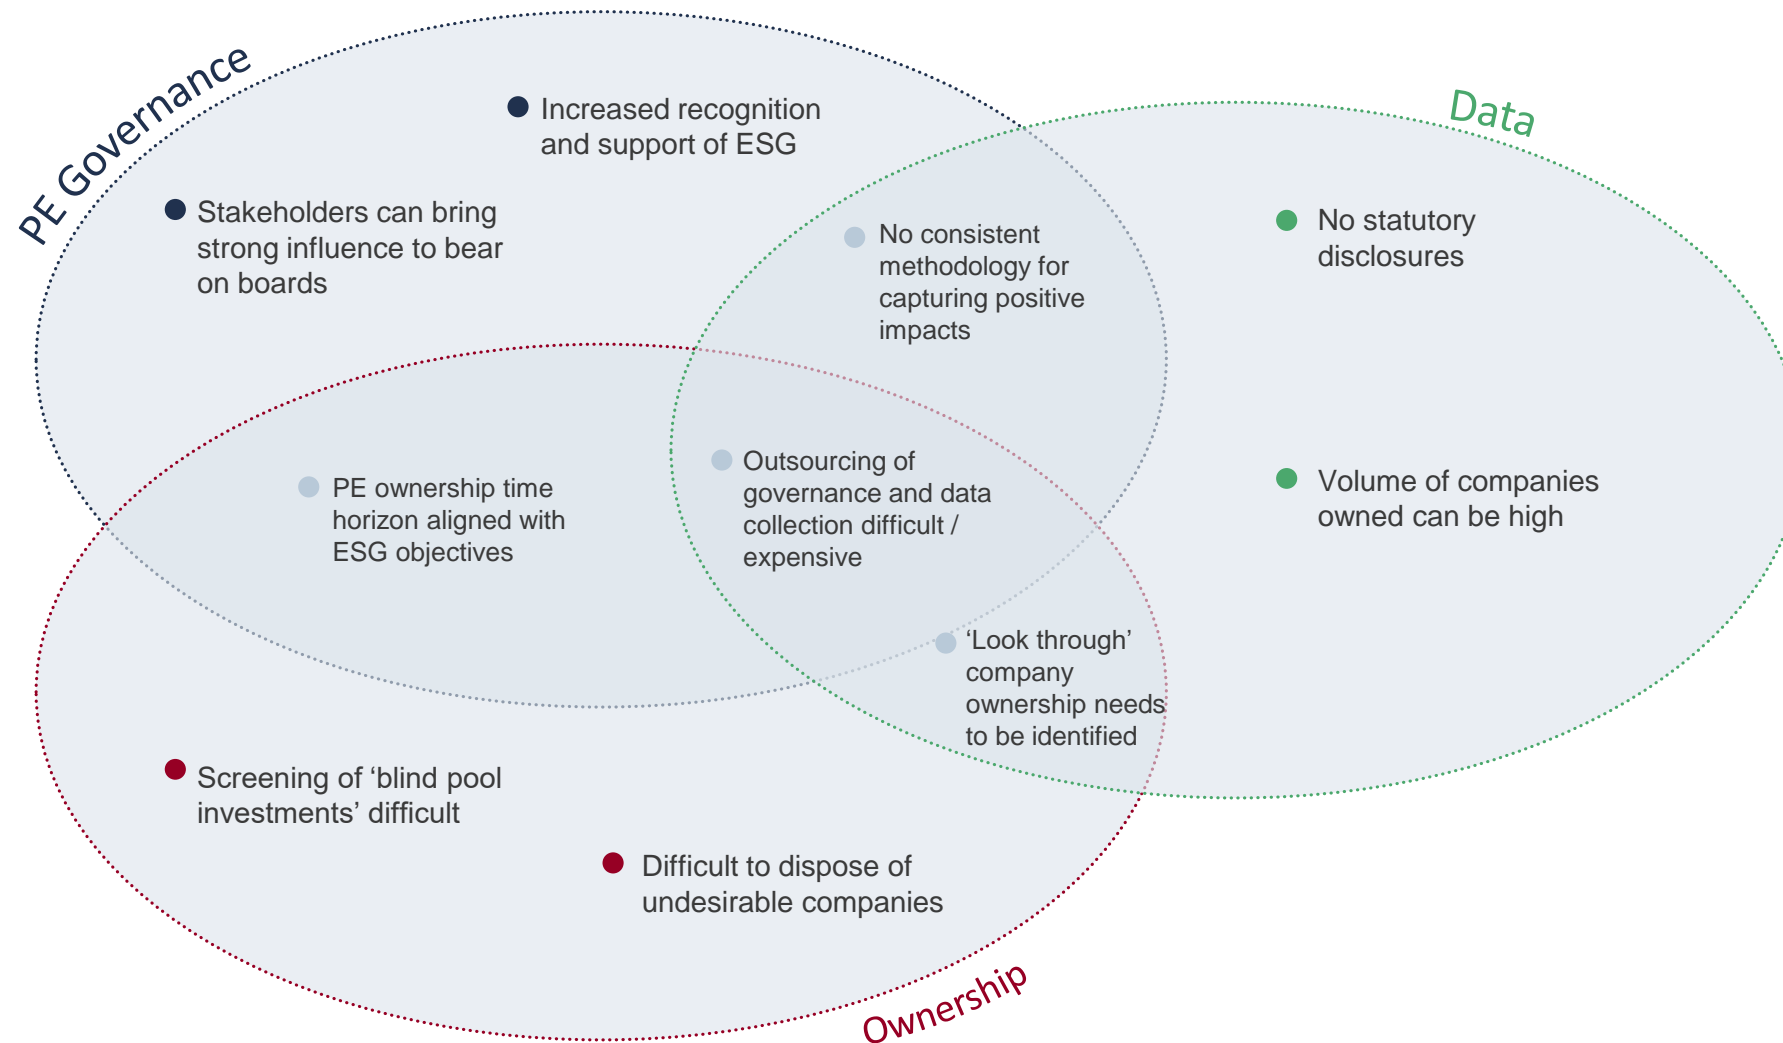 PE Governance
Increased recognition
and support of ESG
Stakeholders can bring
strong influence to bear
on boards
Data
No consistent
methodology for
capturing positive
impacts
No statutory
disclosures
PE ownership time
horizon aligned with
ESG objectives
Outsourcing of
governance and data
collection difficult /
expensive
Volume of companies
owned can be high
‘Look through’
company
ownership needs
to be identified
Screening of ‘blind pool
investments’ difficult
Difficult to dispose of
undesirable companies
Ownership